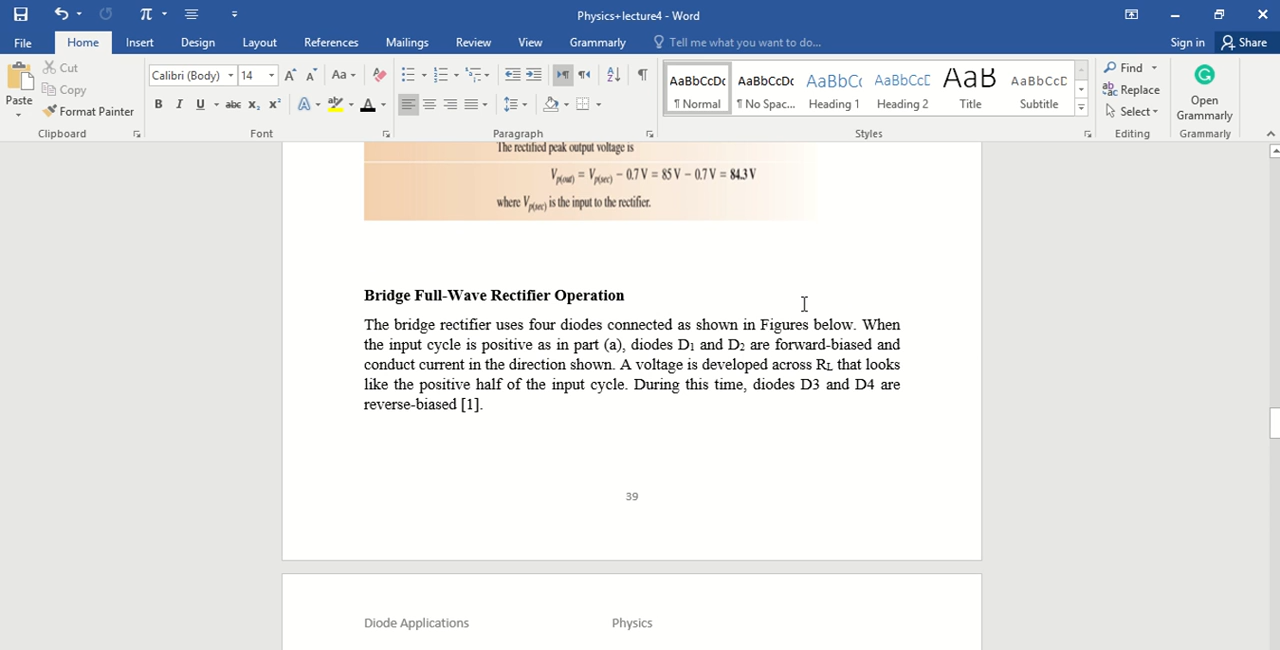 Physics+lecture4 - Word
File Home Insert Design Layout References Mailings Review View Grammarly Tell me what you want to do... Sign in Share
Paste Cut Copy Format Painter
Calibri (Body) 14 A A Aa
B I U abc x₂ x² A A
AaBbCcDc AaBbCcDc AaBbCc AaBbCcD AaB AaBbCcD
¶ Normal ¶ No Spac... Heading 1 Heading 2 Title Subtitle
Find Replace Select
Open Grammarly
Clipboard Font Paragraph Styles Editing Grammarly
The rectified peak output voltage is
Vp(out) = Vp(sec) − 0.7 V = 85 V − 0.7 V = 84.3 V
where Vp(sec) is the input to the rectifier.
Bridge Full-Wave Rectifier Operation
The bridge rectifier uses four diodes connected as shown in Figures below. When
the input cycle is positive as in part (a), diodes D₁ and D₂ are forward-biased and
conduct current in the direction shown. A voltage is developed across RL that looks
like the positive half of the input cycle. During this time, diodes D3 and D4 are
reverse-biased [1].
39
Diode Applications Physics